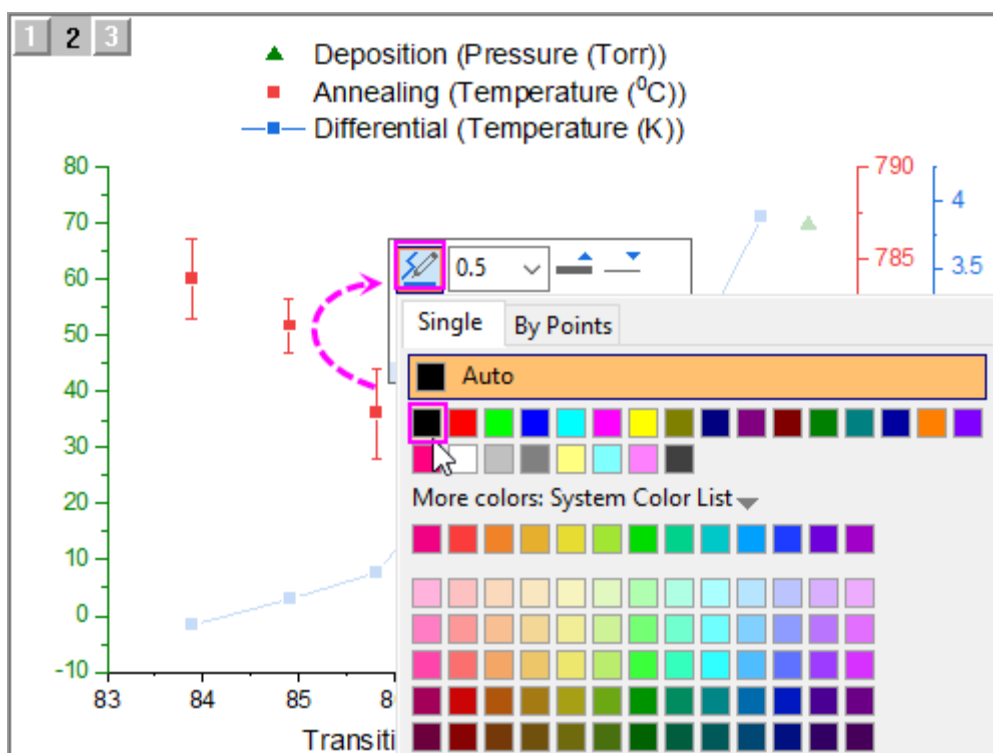 1 2 3
Deposition (Pressure (Torr))
Annealing (Temperature (⁰C))
Differential (Temperature (K))
80
70
60
50
40
30
20
10
0
-10
790
785
4
3.5
0.5
Single By Points
Auto
More colors: System Color List
83 84 85